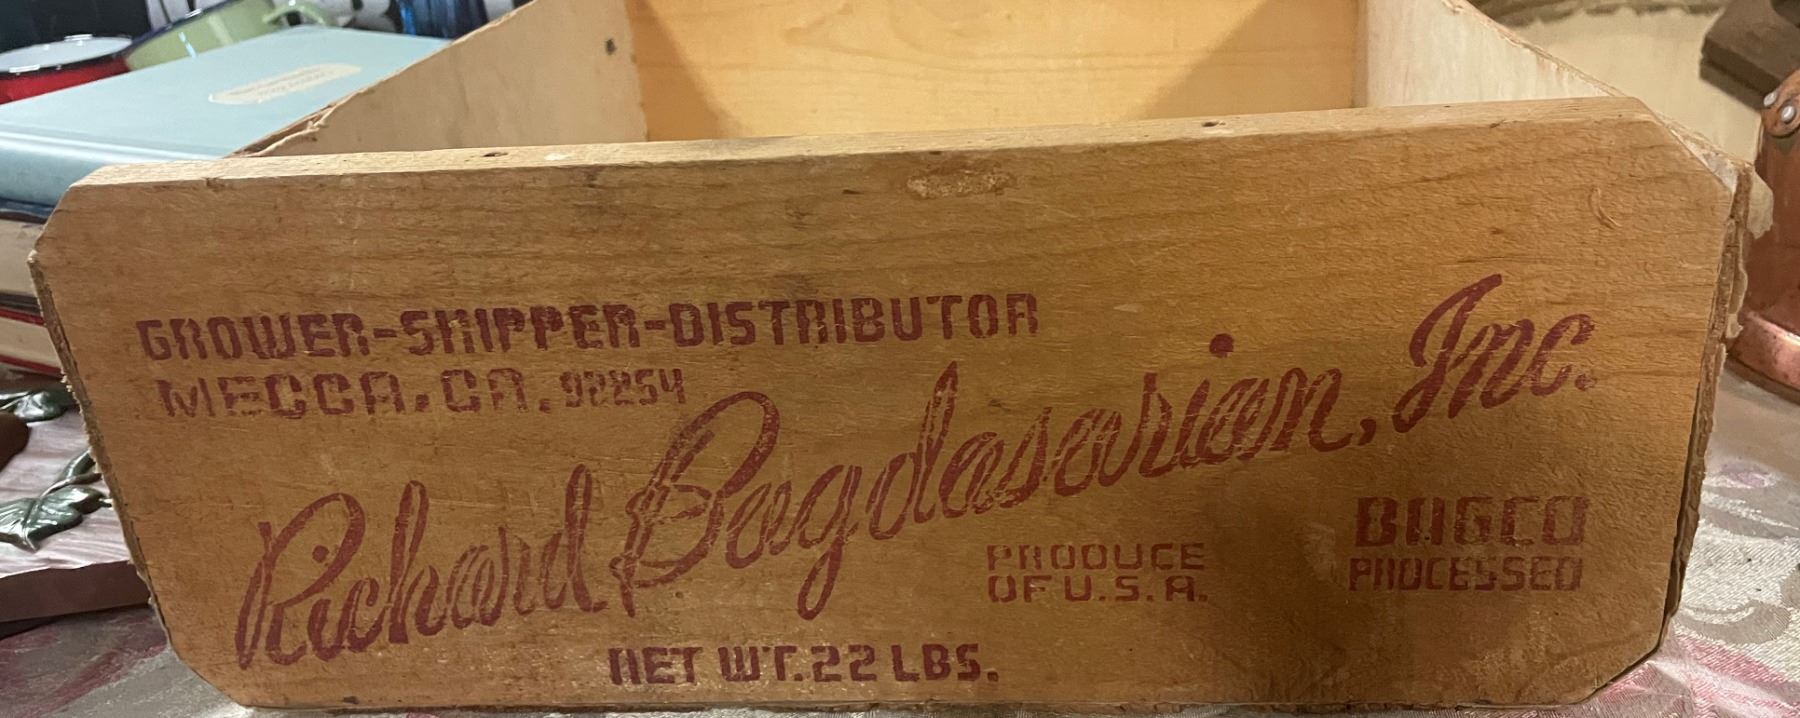 GROWER-SHIPPER-DISTRIBUTOR
MECCA, CA. 92254
Richard Bagdasarian, Inc.
PRODUCE
OF U.S.A.
BAGCO
PROCESSED
NET WT. 22 LBS.